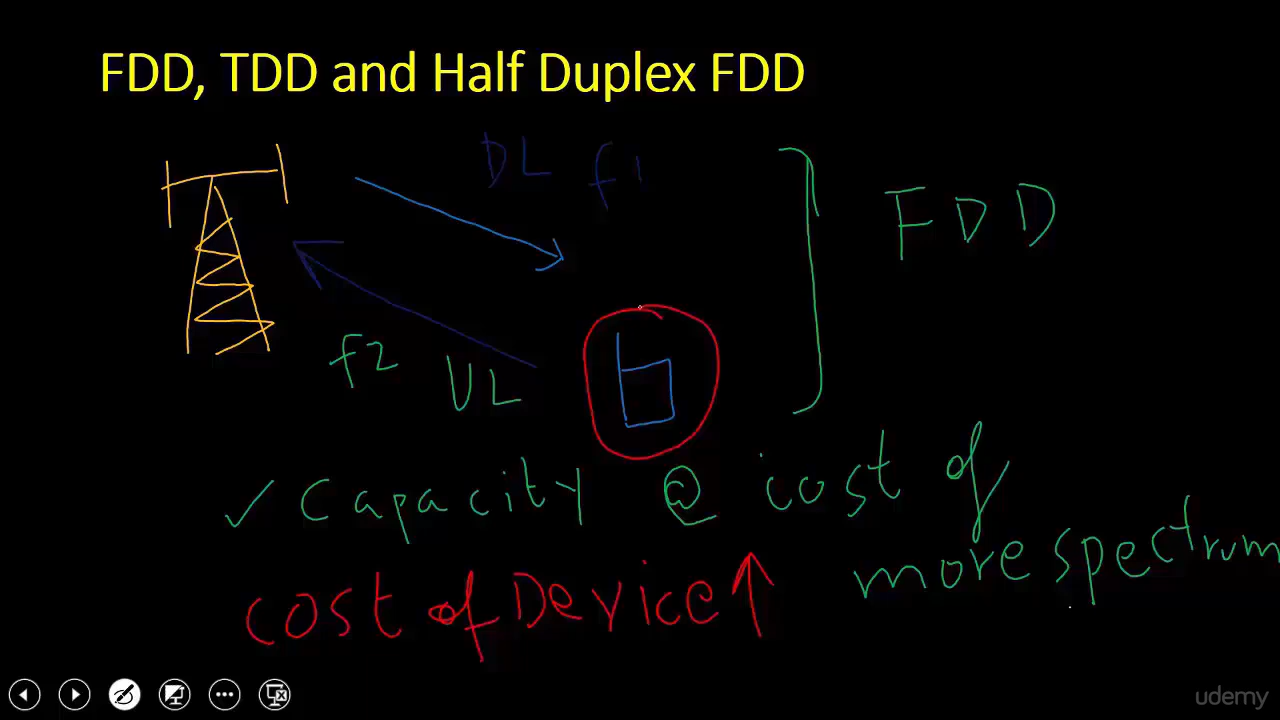 FDD, TDD and Half Duplex FDD
DL f1
FDD
f2 UL
✓ Capacity @ cost of
more spectrum
cost of Device ↑
udemy